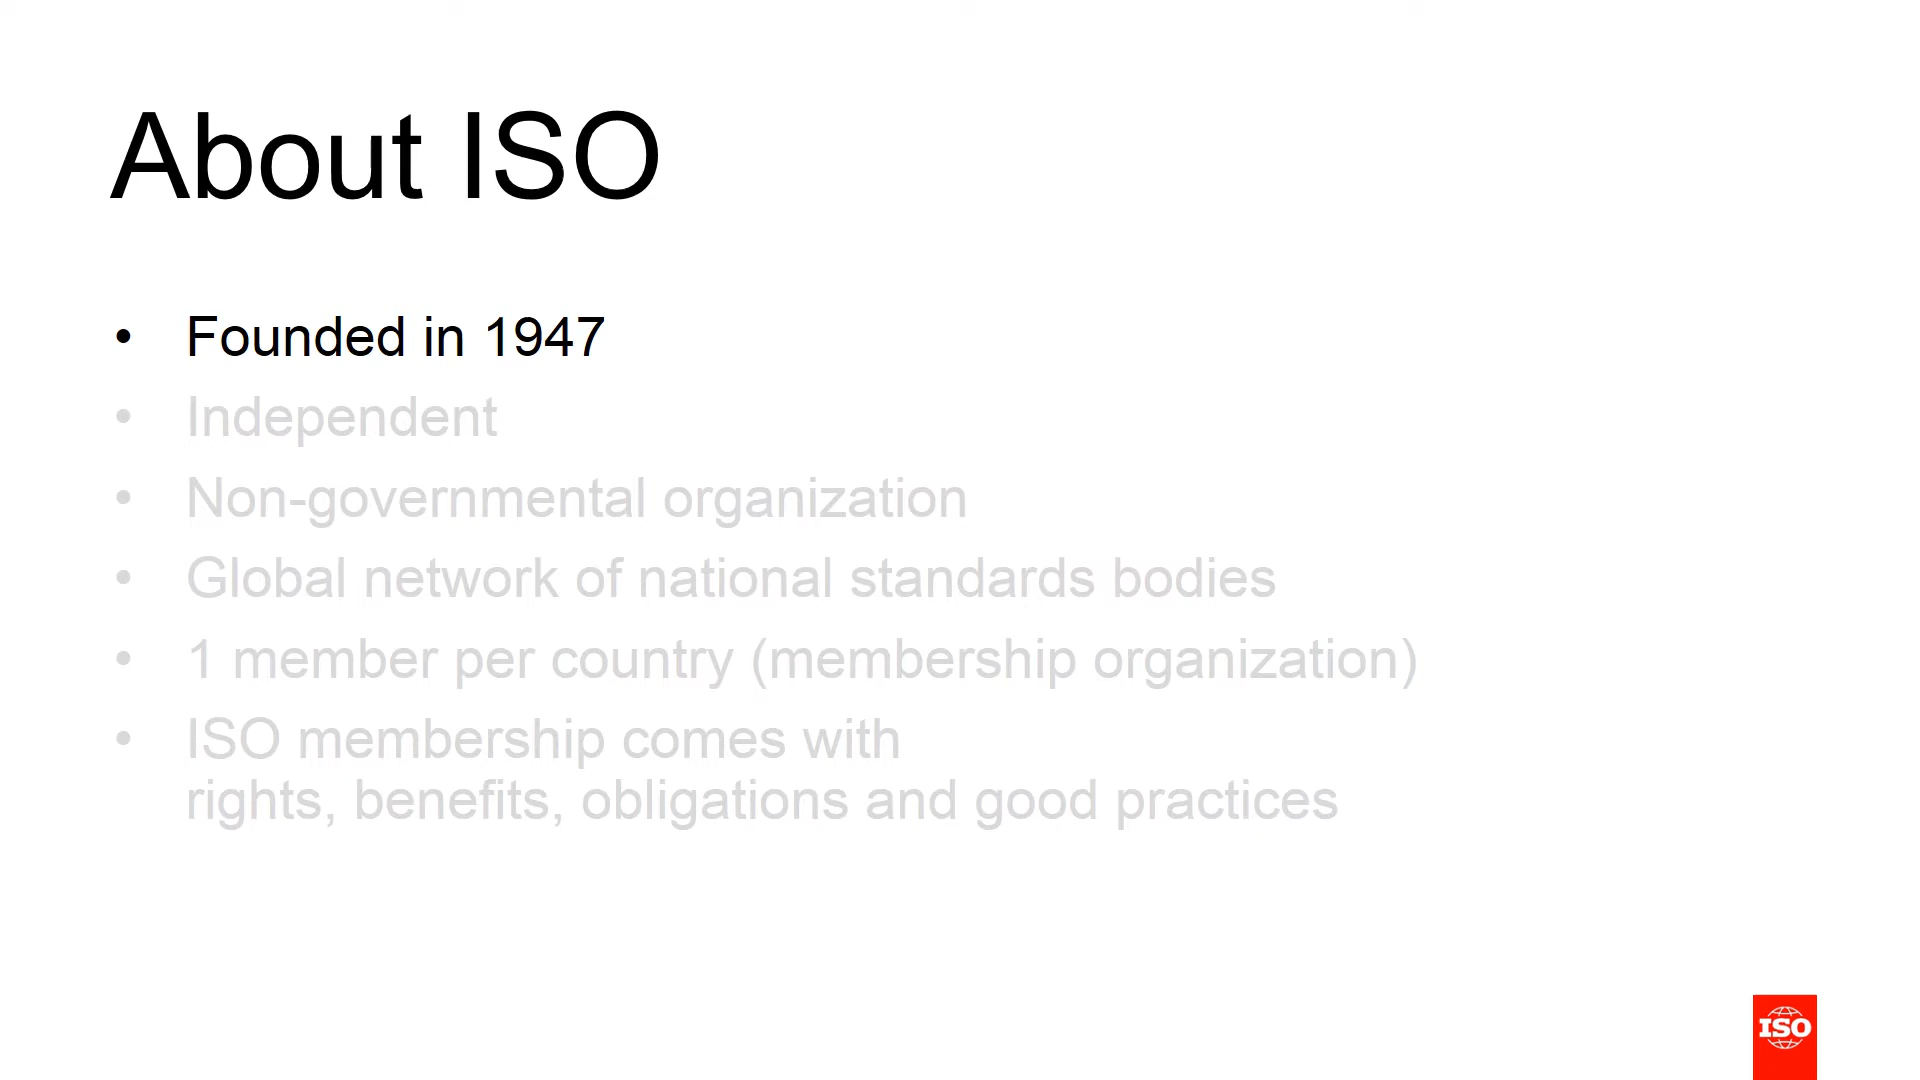 About ISO
• Founded in 1947
• Independent
• Non-governmental organization
• Global network of national standards bodies
• 1 member per country (membership organization)
• ISO membership comes with
rights, benefits, obligations and good practices
ISO